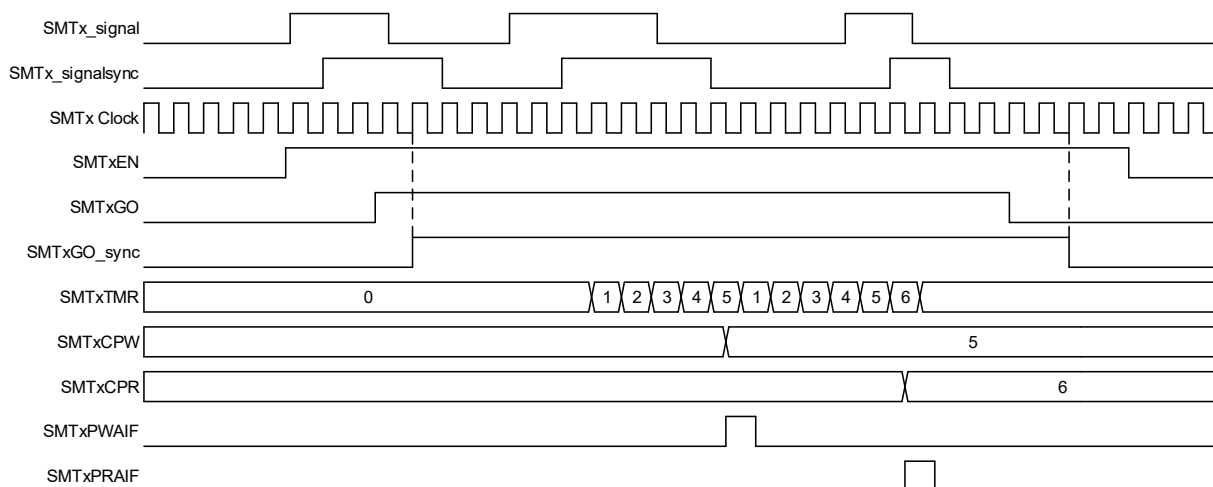 SMTx_signal
SMTx_signalsync
SMTx Clock
SMTxEN
SMTxGO
SMTxGO_sync
SMTxTMR 0 1 2 3 4 5 1 2 3 4 5 6
SMTxCPW 5
SMTxCPR 6
SMTxPWAIF
SMTxPRAIF